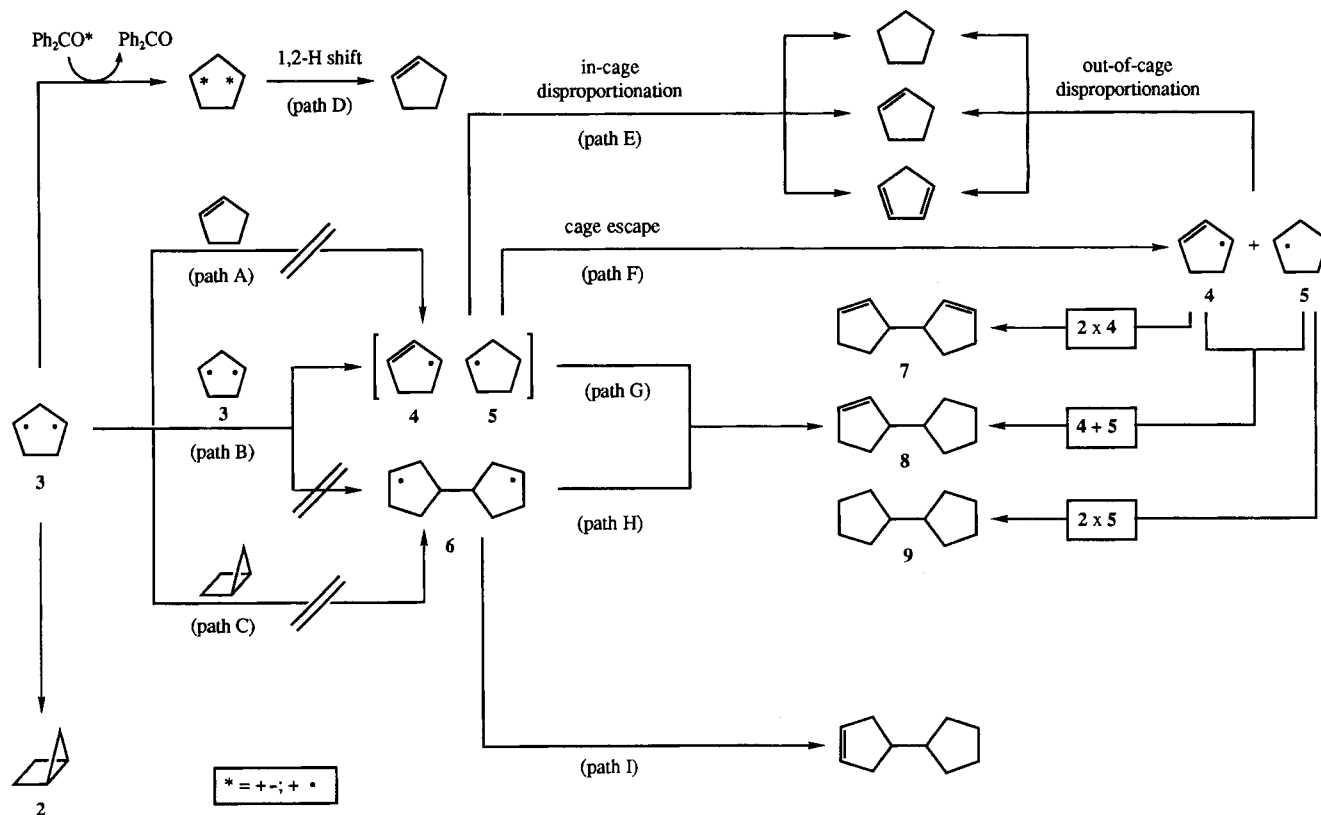 Ph₂CO* Ph₂CO
1,2-H shift
(path D)
* *
in-cage
disproportionation
(path E)
out-of-cage
disproportionation
cage escape
(path F)
(path A)
4 + 5
3
(path B)
[ 4 5 ]
(path G)
7
2 x 4
3
8
4 + 5
6
(path H)
9
2 x 5
(path C)
(path I)
2
* = + -; + •